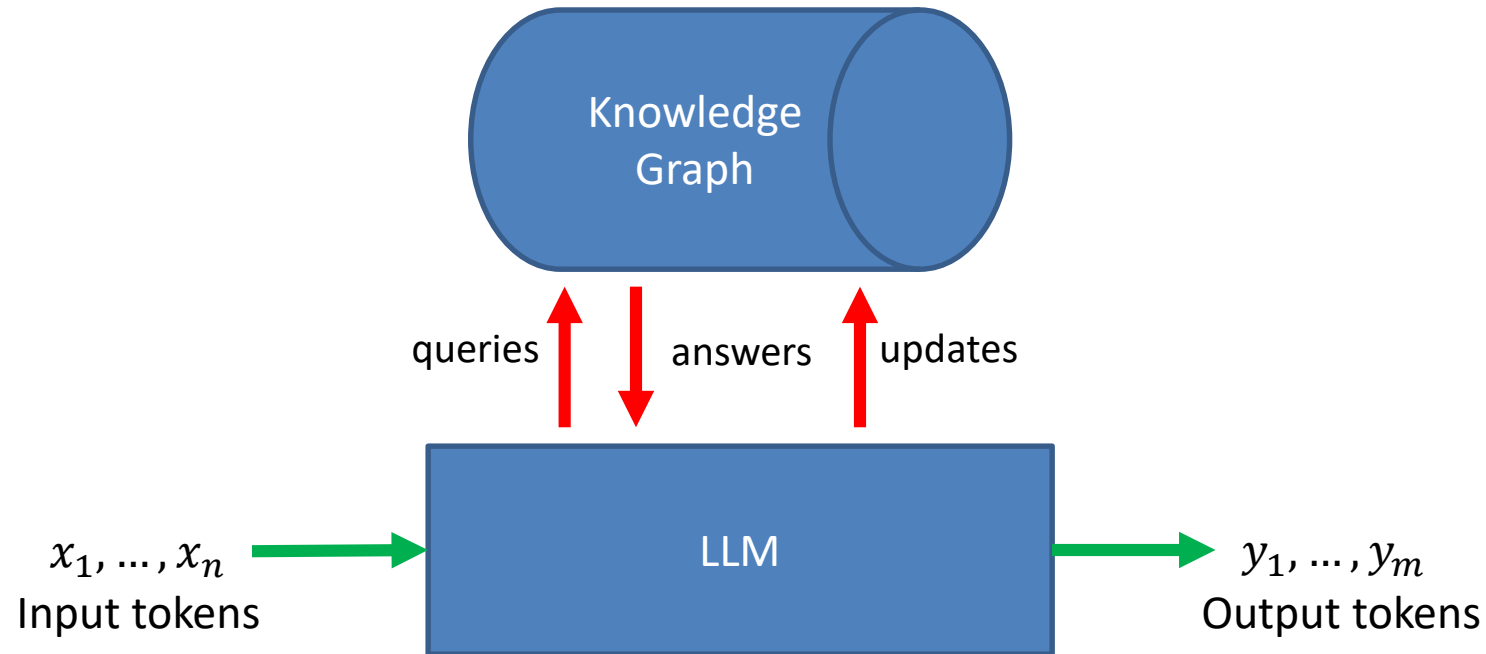 Knowledge
Graph
queries
answers
updates
LLM
x₁, …, xₙ
Input tokens
y₁, …, yₘ
Output tokens